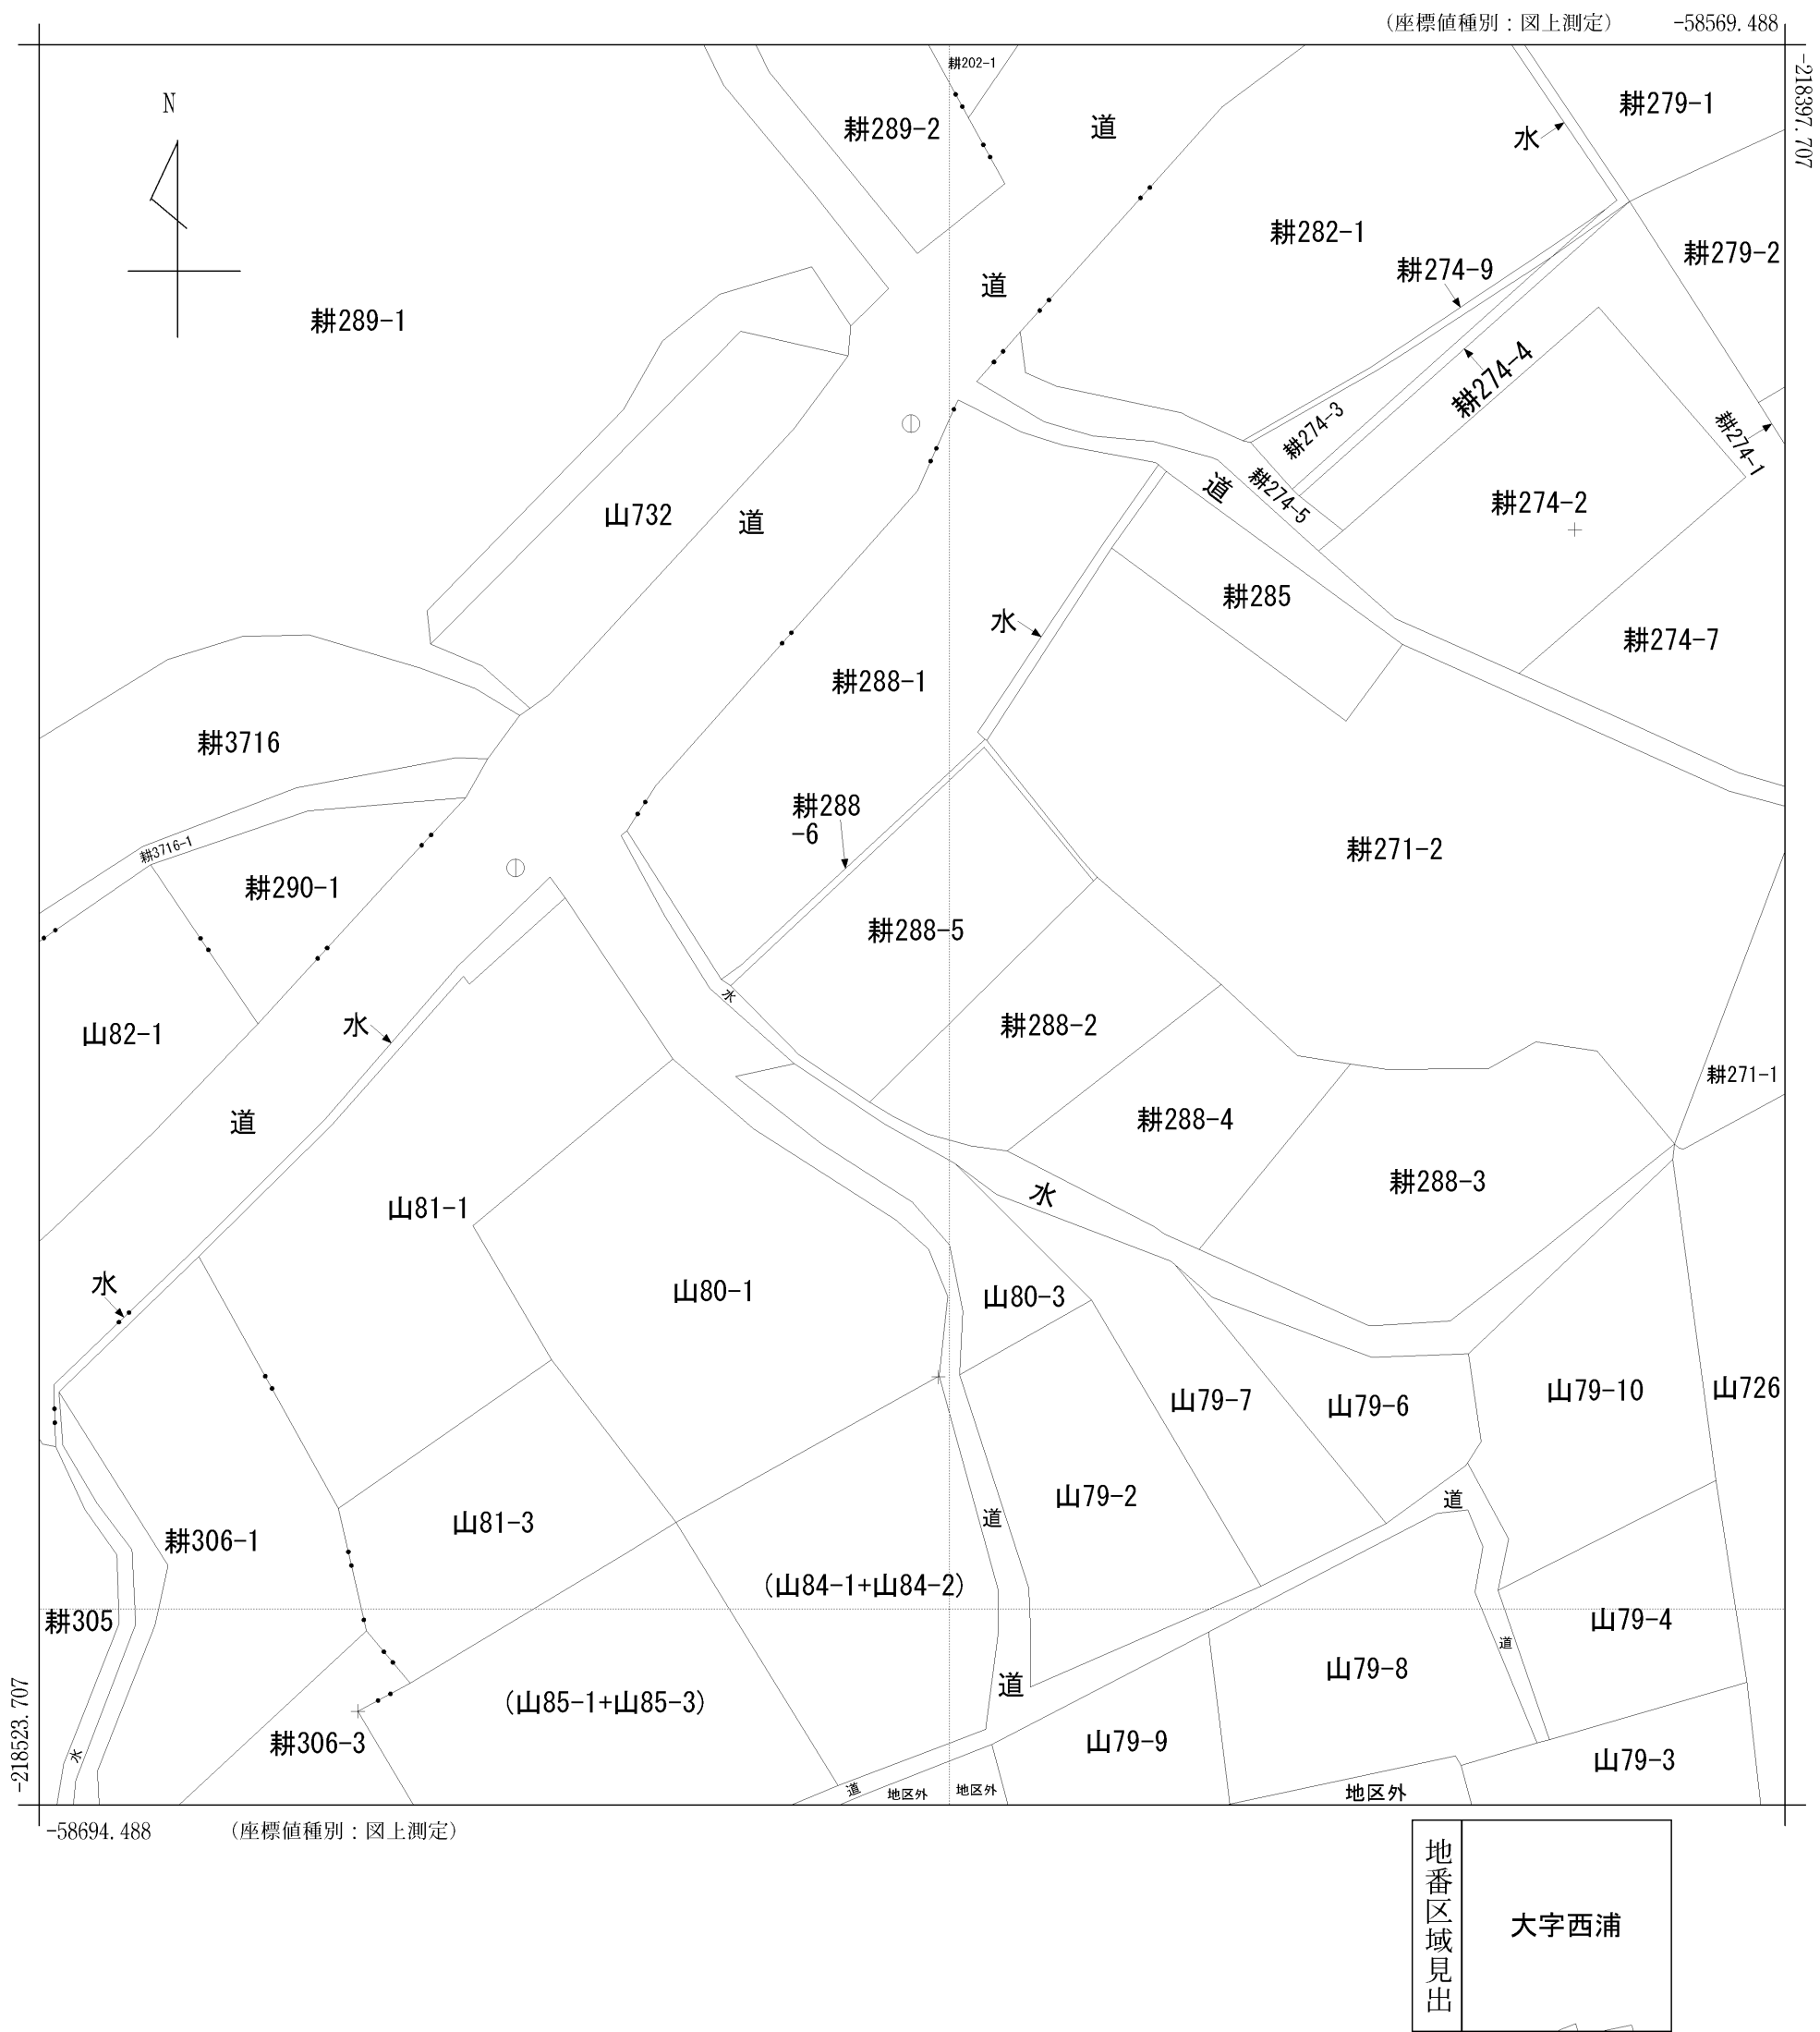 （座標値種別：図上測定） -58569.488
-218397.707
N
耕202-1
耕289-2
道
水
耕279-1
耕282-1
耕279-2
耕274-9
道
耕289-1
耕274-4
耕274-3
耕274-1
耕274-5
道
耕274-2
山732
道
耕285
水
耕274-7
耕288-1
耕3716
耕288
-6
耕3716-1
耕271-2
耕290-1
耕288-5
水
山82-1
水
耕288-2
耕271-1
道
耕288-4
耕288-3
水
山81-1
水
山80-1
山80-3
山79-7
山79-6
山79-10
山726
山79-2
道
道
耕306-1
山81-3
（山84-1+山84-2）
耕305
山79-4
道
山79-8
道
（山85-1+山85-3）
耕306-3
水
山79-9
山79-3
道
地区外
地区外
地区外
-218523.707
-58694.488 （座標値種別：図上測定）
地番区域見出
大字西浦